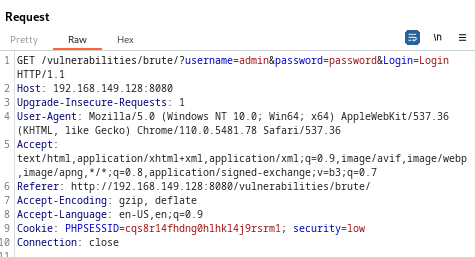 Request
Pretty Raw Hex
\n
1 GET /vulnerabilities/brute/?username=admin&password=password&Login=Login
HTTP/1.1
2 Host: 192.168.149.128:8080
3 Upgrade-Insecure-Requests: 1
4 User-Agent: Mozilla/5.0 (Windows NT 10.0; Win64; x64) AppleWebKit/537.36
(KHTML, like Gecko) Chrome/110.0.5481.78 Safari/537.36
5 Accept:
text/html,application/xhtml+xml,application/xml;q=0.9,image/avif,image/webp
,image/apng,*/*;q=0.8,application/signed-exchange;v=b3;q=0.7
6 Referer: http://192.168.149.128:8080/vulnerabilities/brute/
7 Accept-Encoding: gzip, deflate
8 Accept-Language: en-US,en;q=0.9
9 Cookie: PHPSESSID=cqs8r14fhdng0hlhkl4j9rsrm1; security=low
10 Connection: close
11